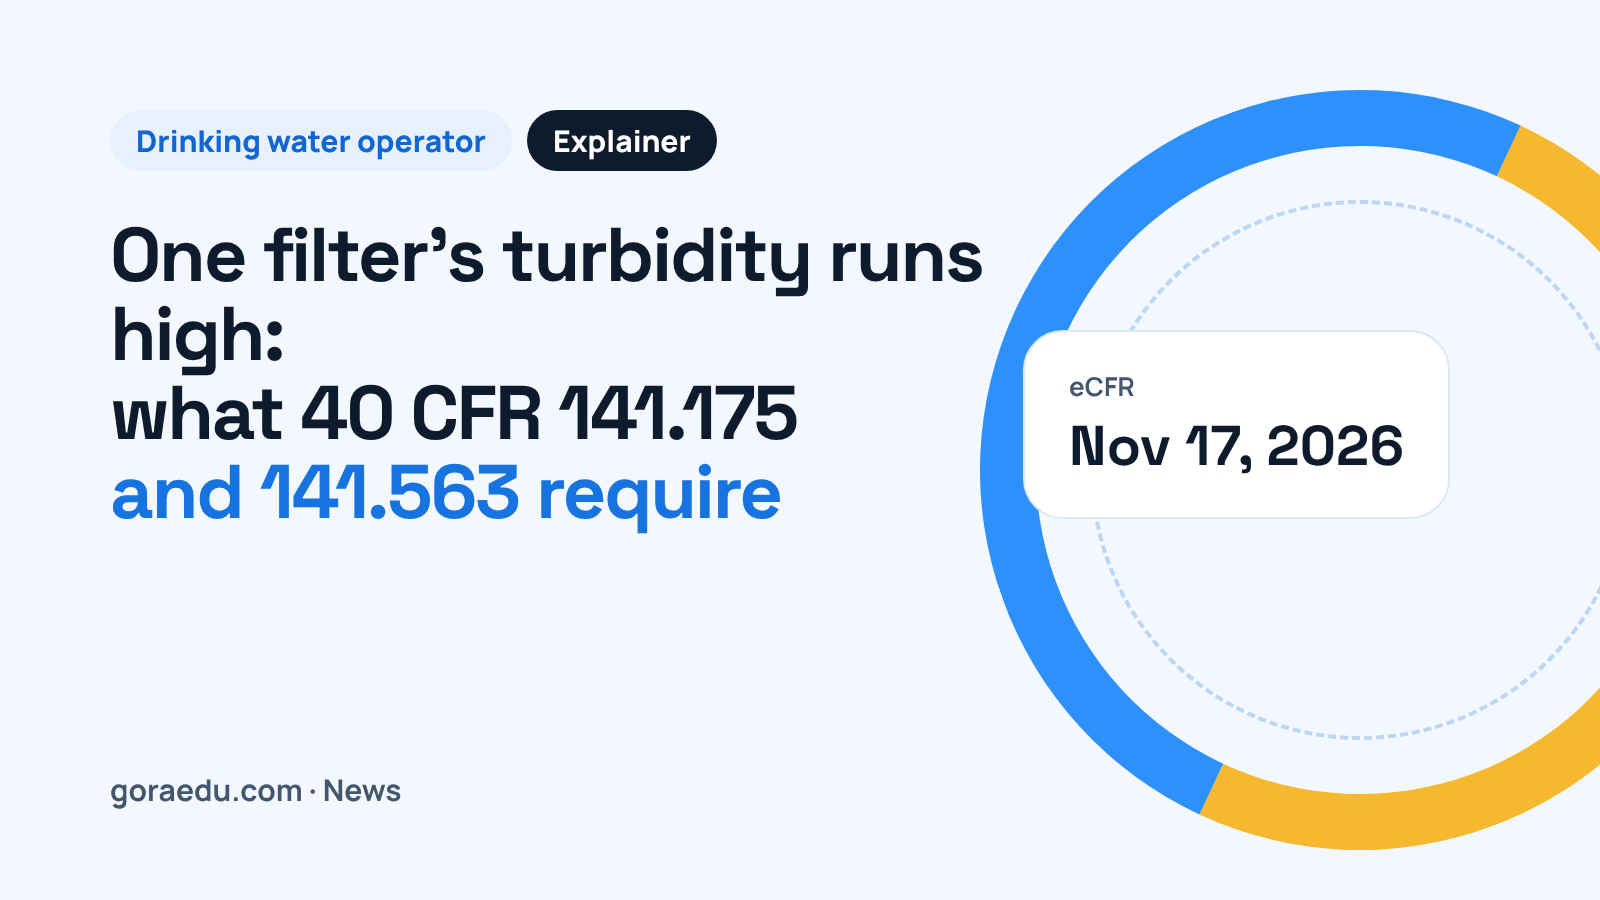 Drinking water operator
Explainer
One filter’s turbidity runs
high:
what 40 CFR 141.175
and 141.563 require
eCFR
Nov 17, 2026
goraedu.com · News